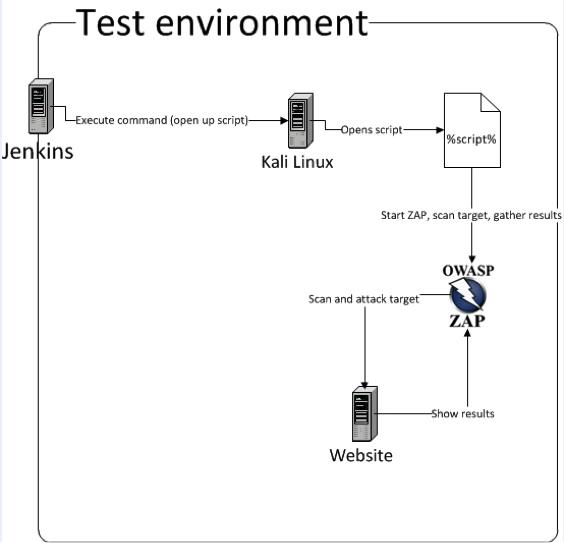 Test environment
Execute command (open up script)
Opens script
%script%
Jenkins
Kali Linux
Start ZAP, scan target, gather results
OWASP
ZAP
Scan and attack target
Show results
Website